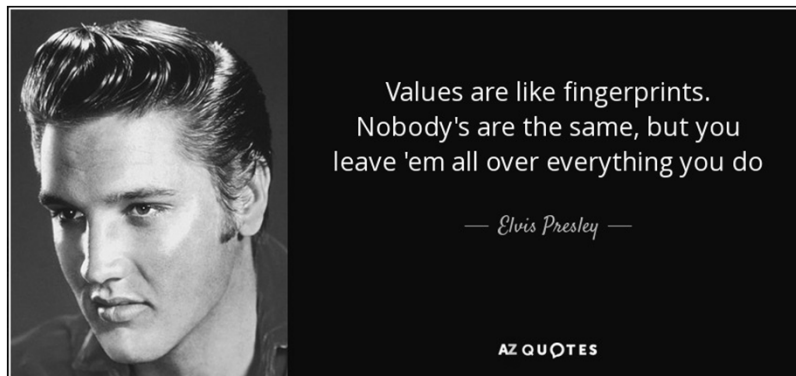 Values are like fingerprints.
Nobody's are the same, but you
leave 'em all over everything you do
— Elvis Presley —
AZ QUOTES